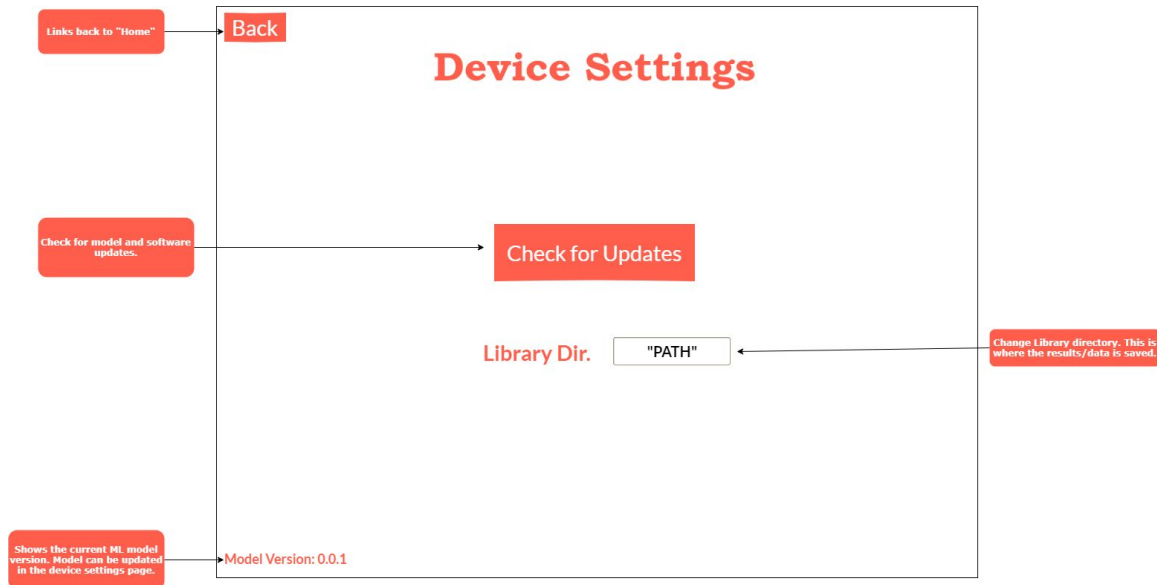 Links back to "Home"
Back
Device Settings
Check for model and software
updates.
Check for Updates
Library Dir.
"PATH"
Change Library directory. This is
where the results/data is saved.
Shows the current ML model
version. Model can be updated
in the device settings page.
Model Version: 0.0.1